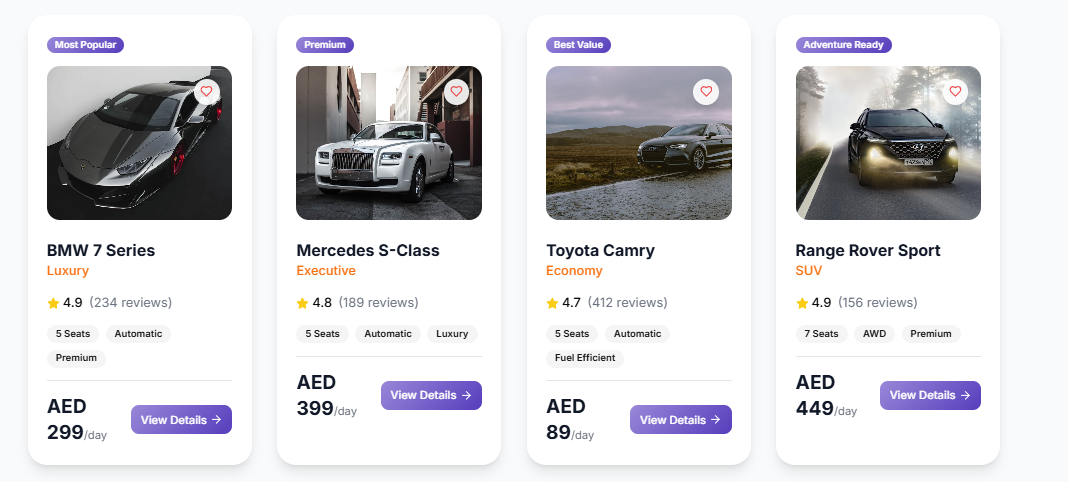 Most Popular
BMW 7 Series
Luxury
4.9 (234 reviews)
5 Seats Automatic
Premium
AED
299/day
View Details →
Premium
Mercedes S-Class
Executive
4.8 (189 reviews)
5 Seats Automatic Luxury
AED
399/day
View Details →
Best Value
Toyota Camry
Economy
4.7 (412 reviews)
5 Seats Automatic
Fuel Efficient
AED
89/day
View Details →
Adventure Ready
Range Rover Sport
SUV
4.9 (156 reviews)
7 Seats AWD Premium
AED
449/day
View Details →